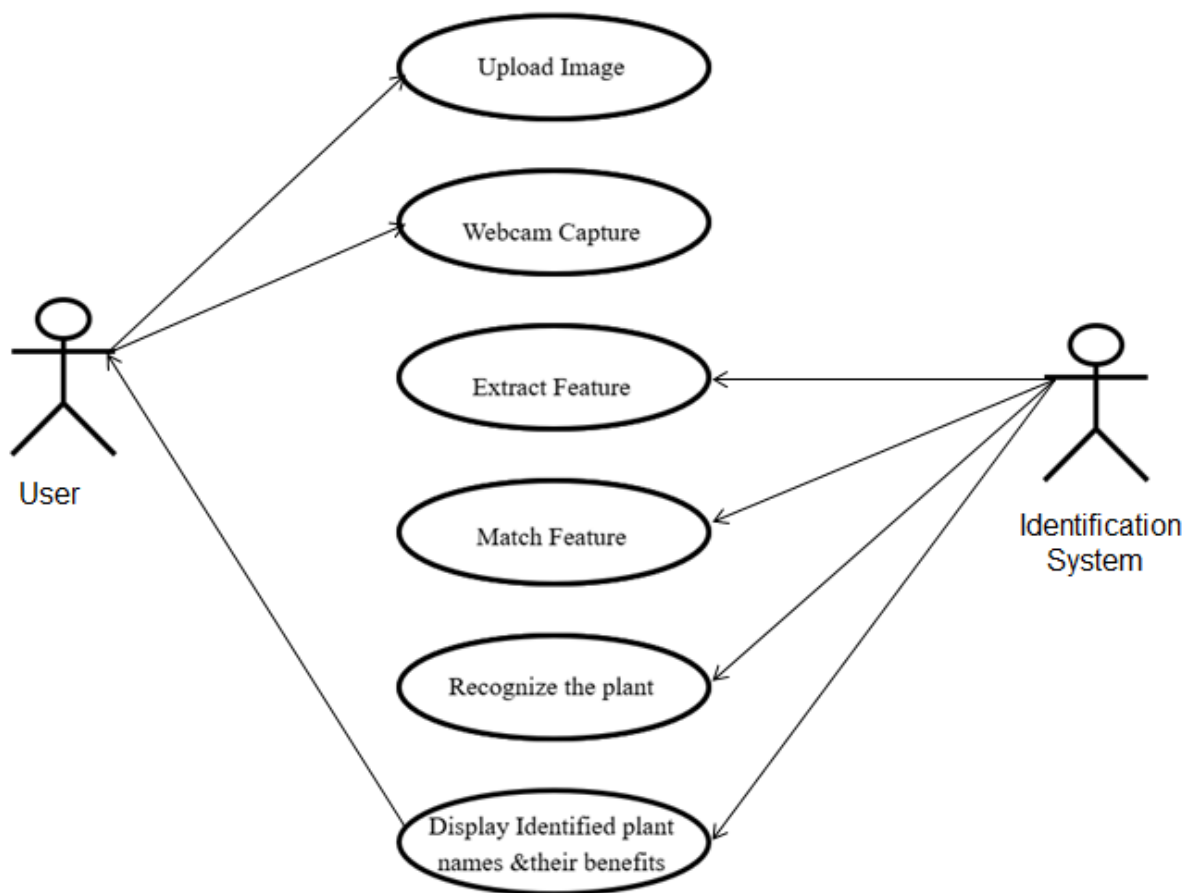 Upload Image
Webcam Capture
Extract Feature
User
Match Feature
Identification
System
Recognize the plant
Display Identified plant
names &their benefits